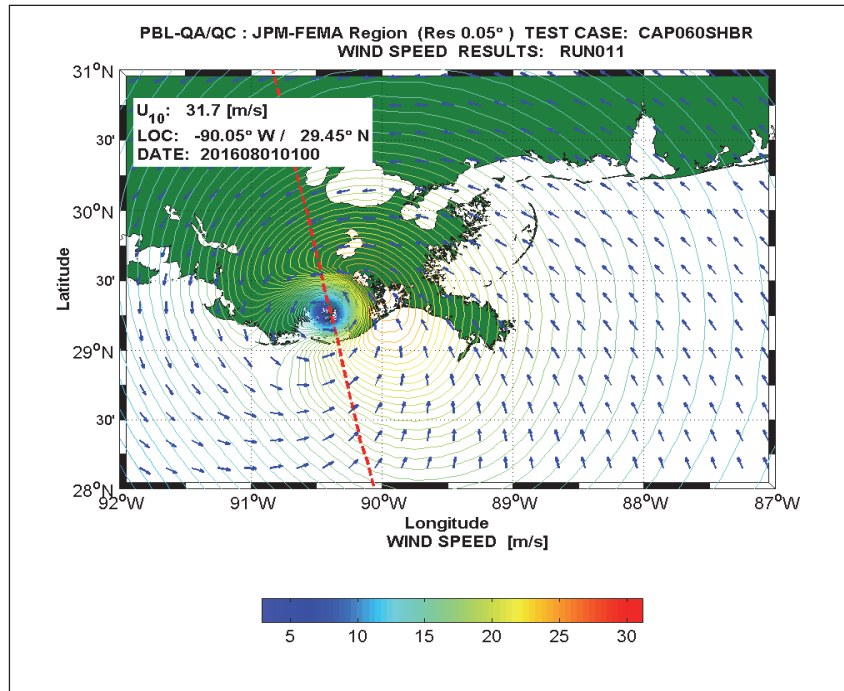 PBL-QA/QC : JPM-FEMA Region (Res 0.05° ) TEST CASE: CAP060SHBR
WIND SPEED RESULTS: RUN011
U10: 31.7 [m/s]
LOC: -90.05° W / 29.45° N
DATE: 201608010100
31°N
30'
30°N
30'
29°N
30'
28°N
Latitude
92°W 91°W 90°W 89°W 88°W 87°W
Longitude
WIND SPEED [m/s]
5 10 15 20 25 30